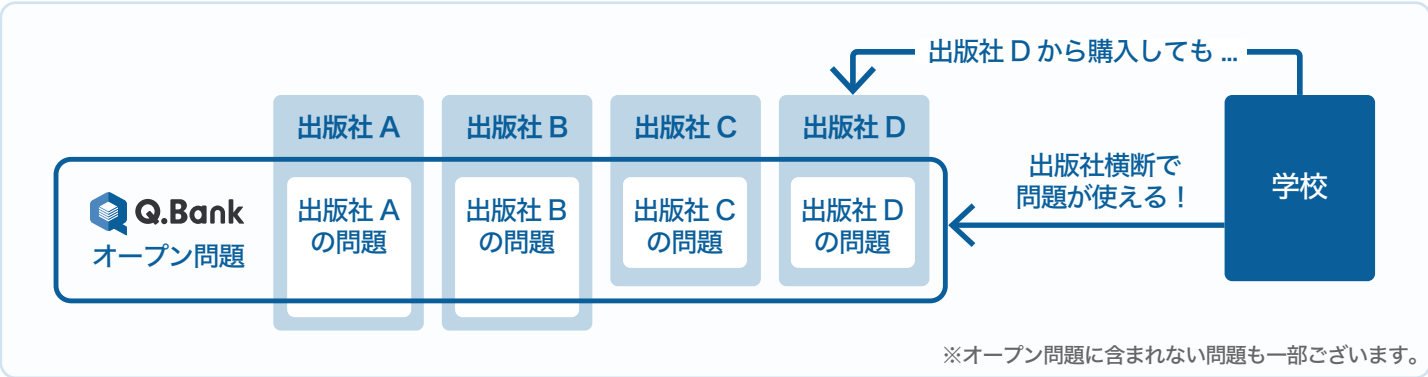 出版社 D から購入しても ...
出版社 A
出版社 B
出版社 C
出版社 D
Q.Bank
オープン問題
出版社 A
の問題
出版社 B
の問題
出版社 C
の問題
出版社 D
の問題
出版社横断で
問題が使える！
学校
※オープン問題に含まれない問題も一部ございます。